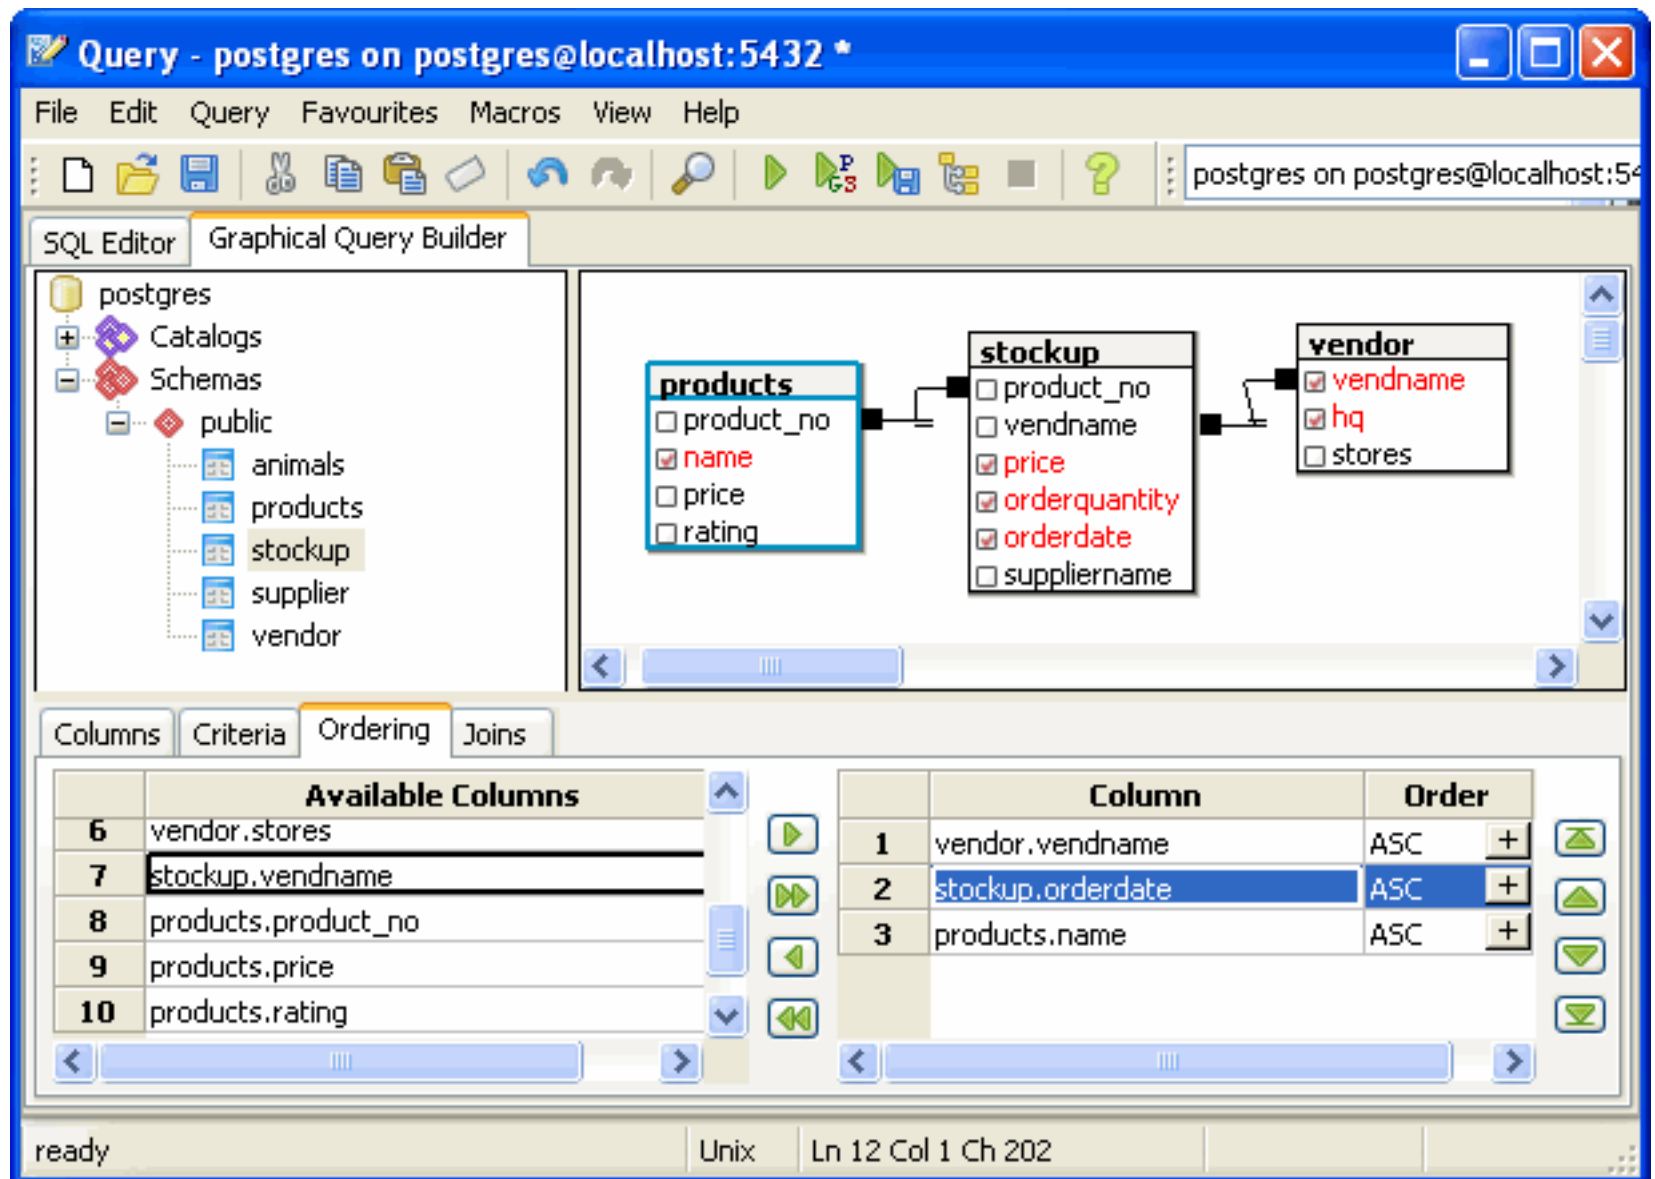 Query - postgres on postgres@localhost:5432 *
File Edit Query Favourites Macros View Help
postgres on postgres@localhost:54
SQL Editor Graphical Query Builder
postgres
Catalogs
Schemas
public
animals
products
stockup
supplier
vendor
products
product_no
name
price
rating
stockup
product_no
vendname
price
orderquantity
orderdate
suppliername
vendor
vendname
hq
stores
Columns Criteria Ordering Joins
Available Columns
6 vendor.stores
7 stockup.vendname
8 products.product_no
9 products.price
10 products.rating
Column Order
1 vendor.vendname ASC +
2 stockup.orderdate ASC +
3 products.name ASC +
ready Unix Ln 12 Col 1 Ch 202